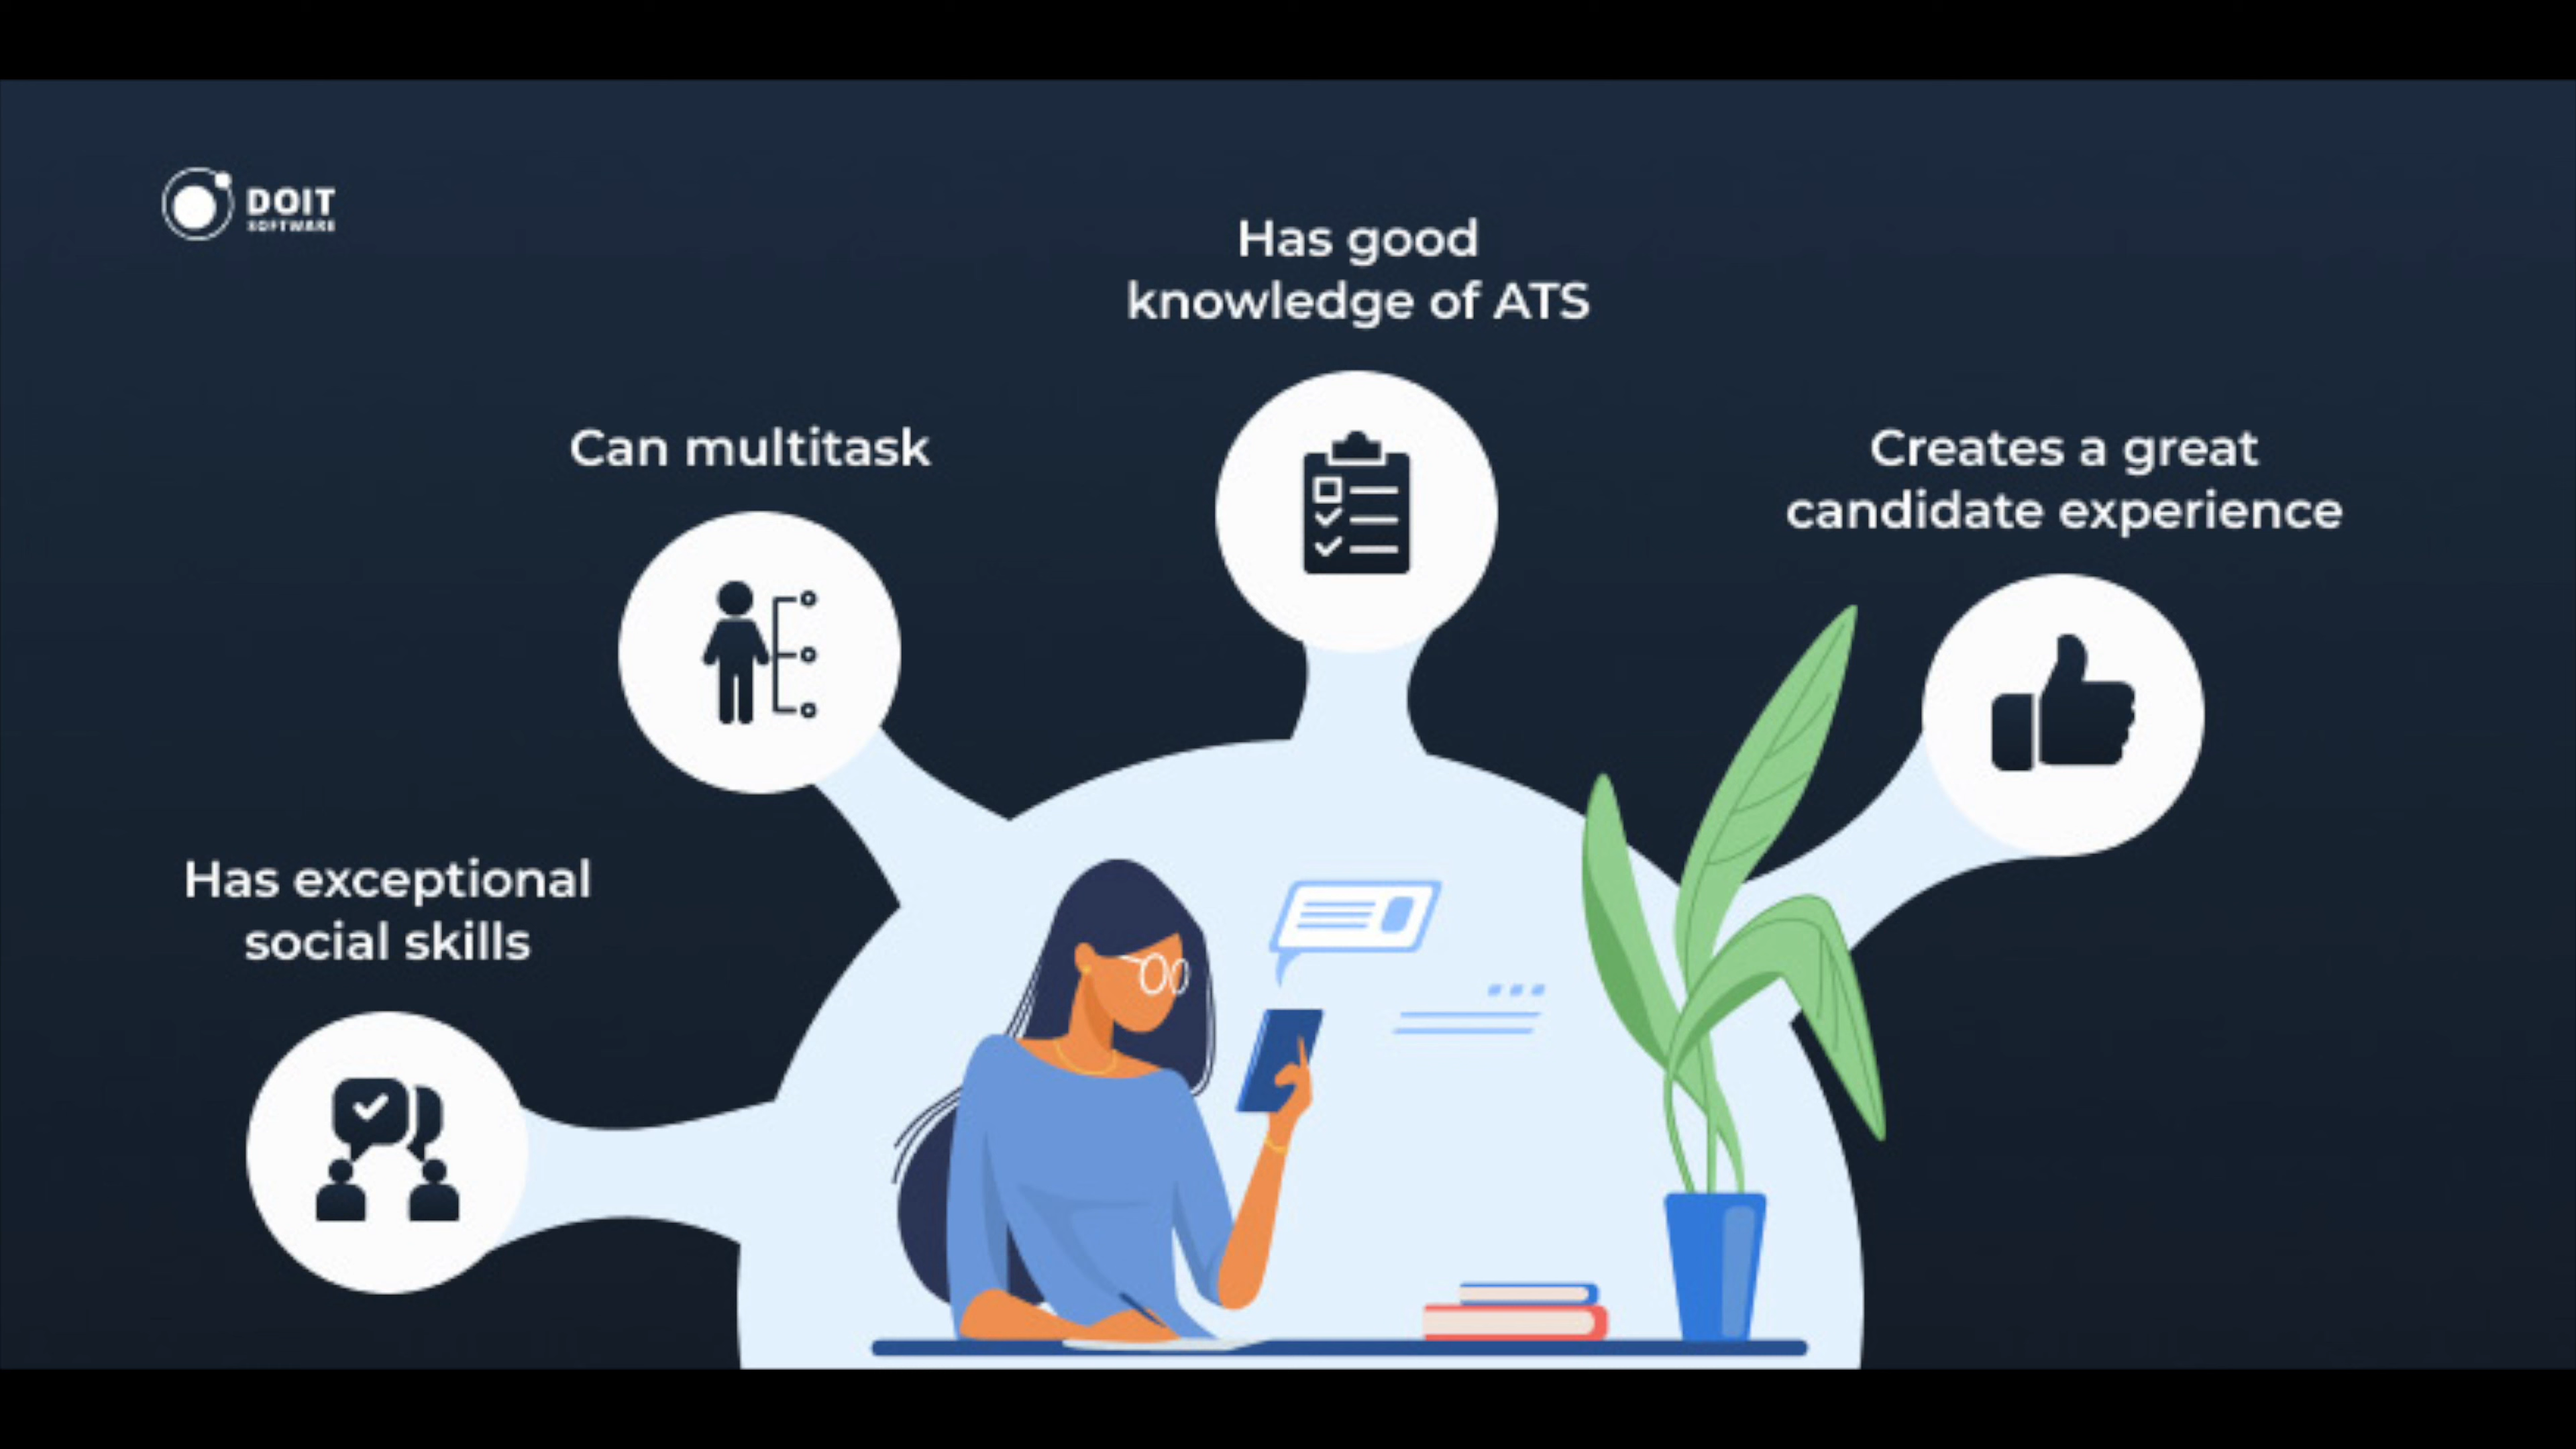 DOIT
SOFTWARE
Has good
knowledge of ATS
Can multitask
Creates a great
candidate experience
Has exceptional
social skills